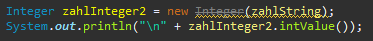 Integer zahlInteger2 = new Integer(zahlString);
System.out.println("\n" + zahlInteger2.intValue());